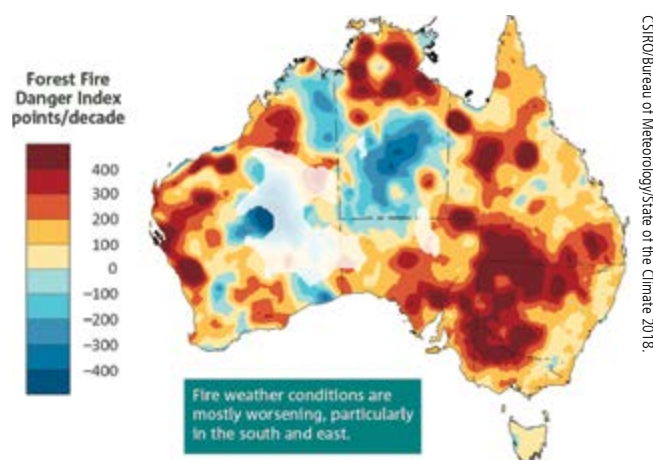 Forest Fire
Danger Index
points/decade
400
300
200
100
0
−100
−200
−300
−400
Fire weather conditions are
mostly worsening, particularly
in the south and east.
CSIRO/Bureau of Meteorology/State of the Climate 2018.